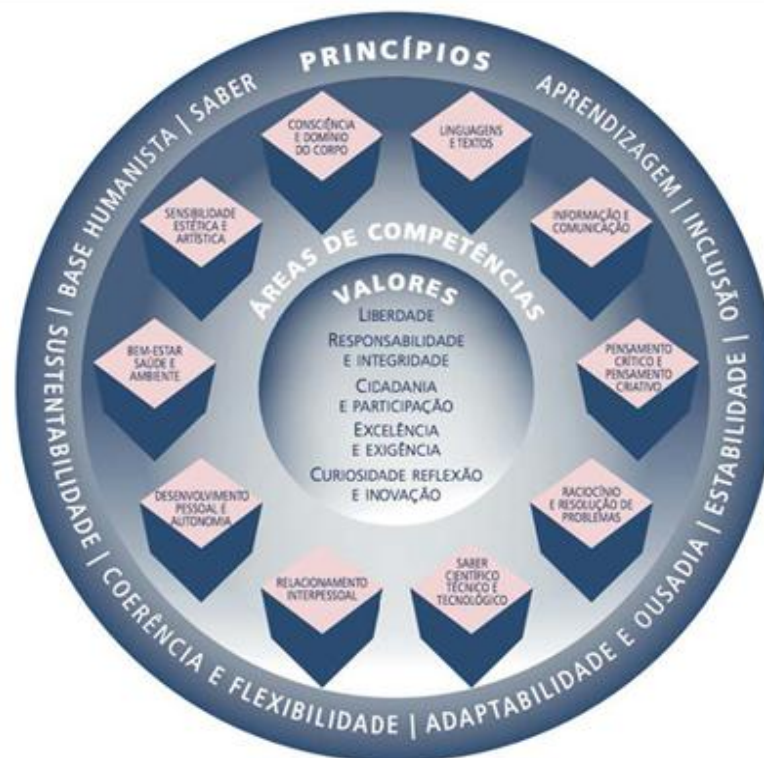 PRINCÍPIOS
BASE HUMANISTA | SABER
APRENDIZAGEM | INCLUSÃO |
ESTABILIDADE |
ADAPTABILIDADE E OUSADIA |
COERÊNCIA E FLEXIBILIDADE |
SUSTENTABILIDADE |
ÁREAS DE COMPETÊNCIAS
CONSCIÊNCIA
E DOMÍNIO
DO CORPO
LINGUAGENS
E TEXTOS
INFORMAÇÃO E
COMUNICAÇÃO
PENSAMENTO
CRÍTICO E
PENSAMENTO
CRIATIVO
RACIOCÍNIO
E RESOLUÇÃO DE
PROBLEMAS
SABER
CIENTÍFICO
TÉCNICO E
TECNOLÓGICO
RELACIONAMENTO
INTERPESSOAL
DESENVOLVIMENTO
PESSOAL E
AUTONOMIA
BEM-ESTAR
SAÚDE E
AMBIENTE
SENSIBILIDADE
ESTÉTICA E
ARTÍSTICA
VALORES
LIBERDADE
RESPONSABILIDADE
E INTEGRIDADE
CIDADANIA
E PARTICIPAÇÃO
EXCELÊNCIA
E EXIGÊNCIA
CURIOSIDADE REFLEXÃO
E INOVAÇÃO